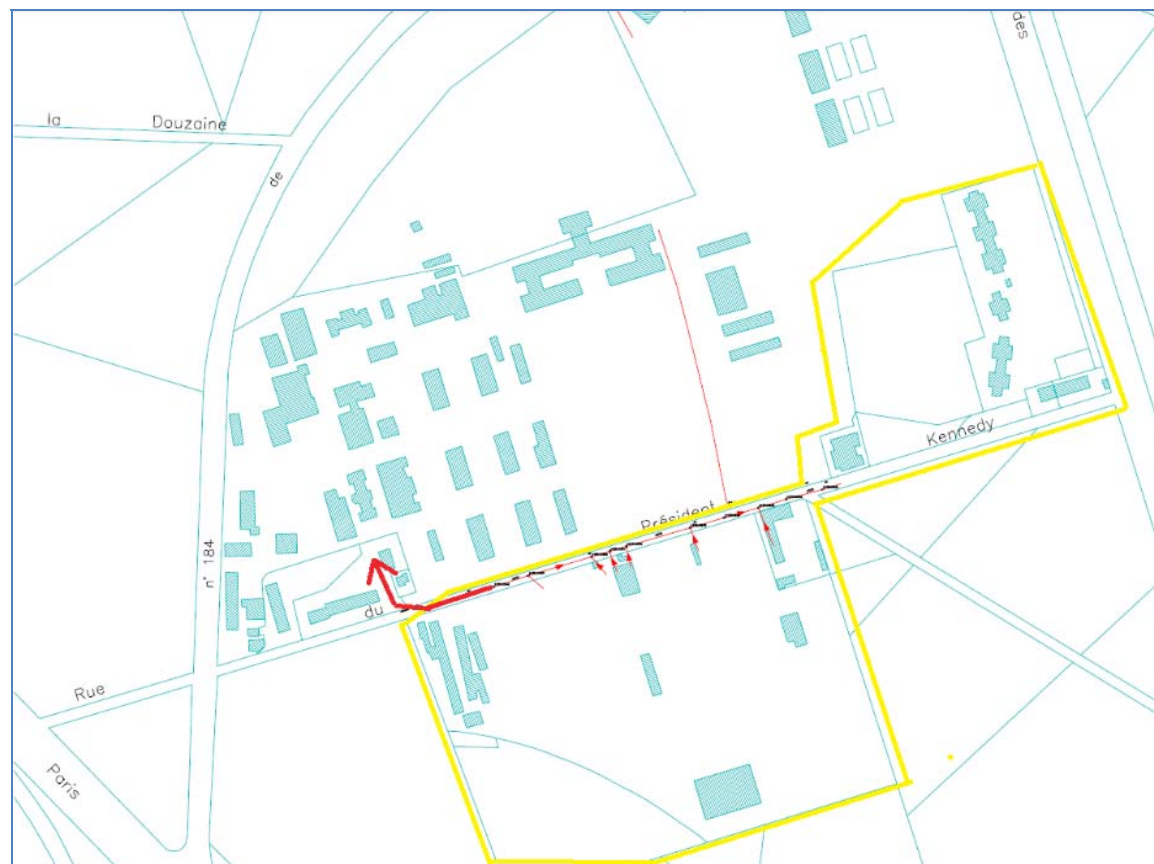 des
la Douzaine
de
Kennedy
Président
n° 184
du
Rue
Paris